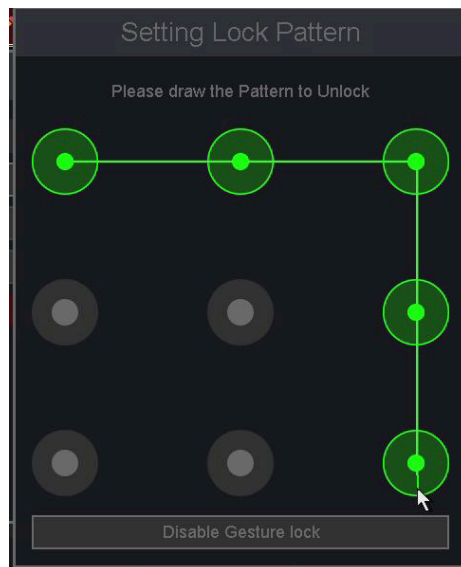 Setting Lock Pattern
Please draw the Pattern to Unlock
Disable Gesture lock